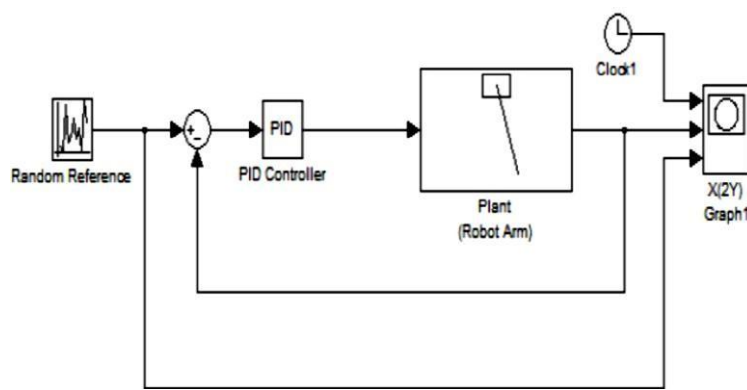 Clock1
PID
Random Reference
PID Controller
Plant
(Robot Arm)
X(2Y)
Graph1